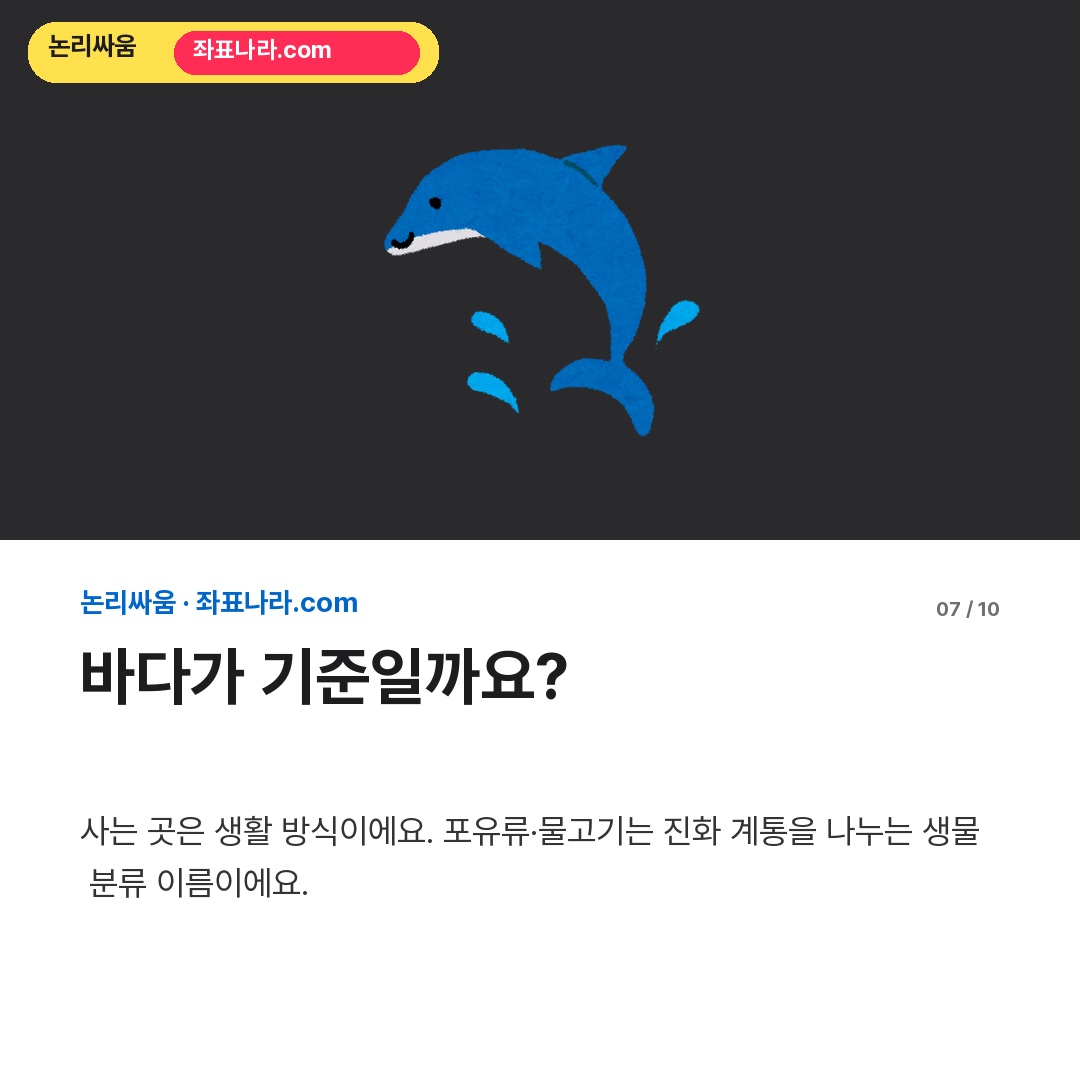 논리싸움 좌표나라.com
논리싸움 · 좌표나라.com
07 / 10
바다가 기준일까요?
사는 곳은 생활 방식이에요. 포유류·물고기는 진화 계통을 나누는 생물
분류 이름이에요.